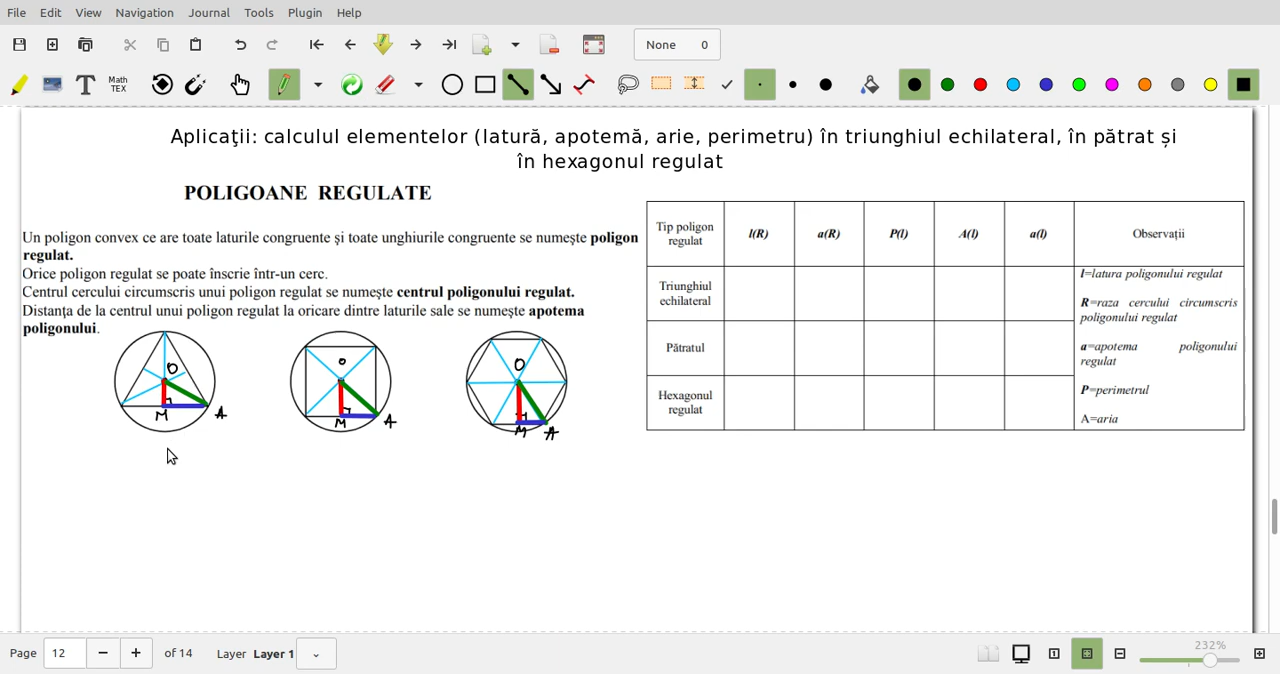 File Edit View Navigation Journal Tools Plugin Help
None 0
Math
TEX
Aplicaţii: calculul elementelor (latură, apotemă, arie, perimetru) în triunghiul echilateral, în pătrat și
în hexagonul regulat
POLIGOANE REGULATE
Un poligon convex ce are toate laturile congruente şi toate unghiurile congruente se numeşte poligon
regulat.
Orice poligon regulat se poate înscrie într-un cerc.
Centrul cercului circumscris unui poligon regulat se numeşte centrul poligonului regulat.
Distanţa de la centrul unui poligon regulat la oricare dintre laturile sale se numeşte apotema
poligonului.
O M A
O M A
O M A
Tip poligon
regulat
l(R) a(R) P(l) A(l) a(l) Observaţii
Triunghiul
echilateral
Pătratul
Hexagonul
regulat
l=latura poligonului regulat
R=raza cercului circumscris
poligonului regulat
a=apotema poligonului
regulat
P=perimetrul
A=aria
Page 12 of 14 Layer Layer 1
232%